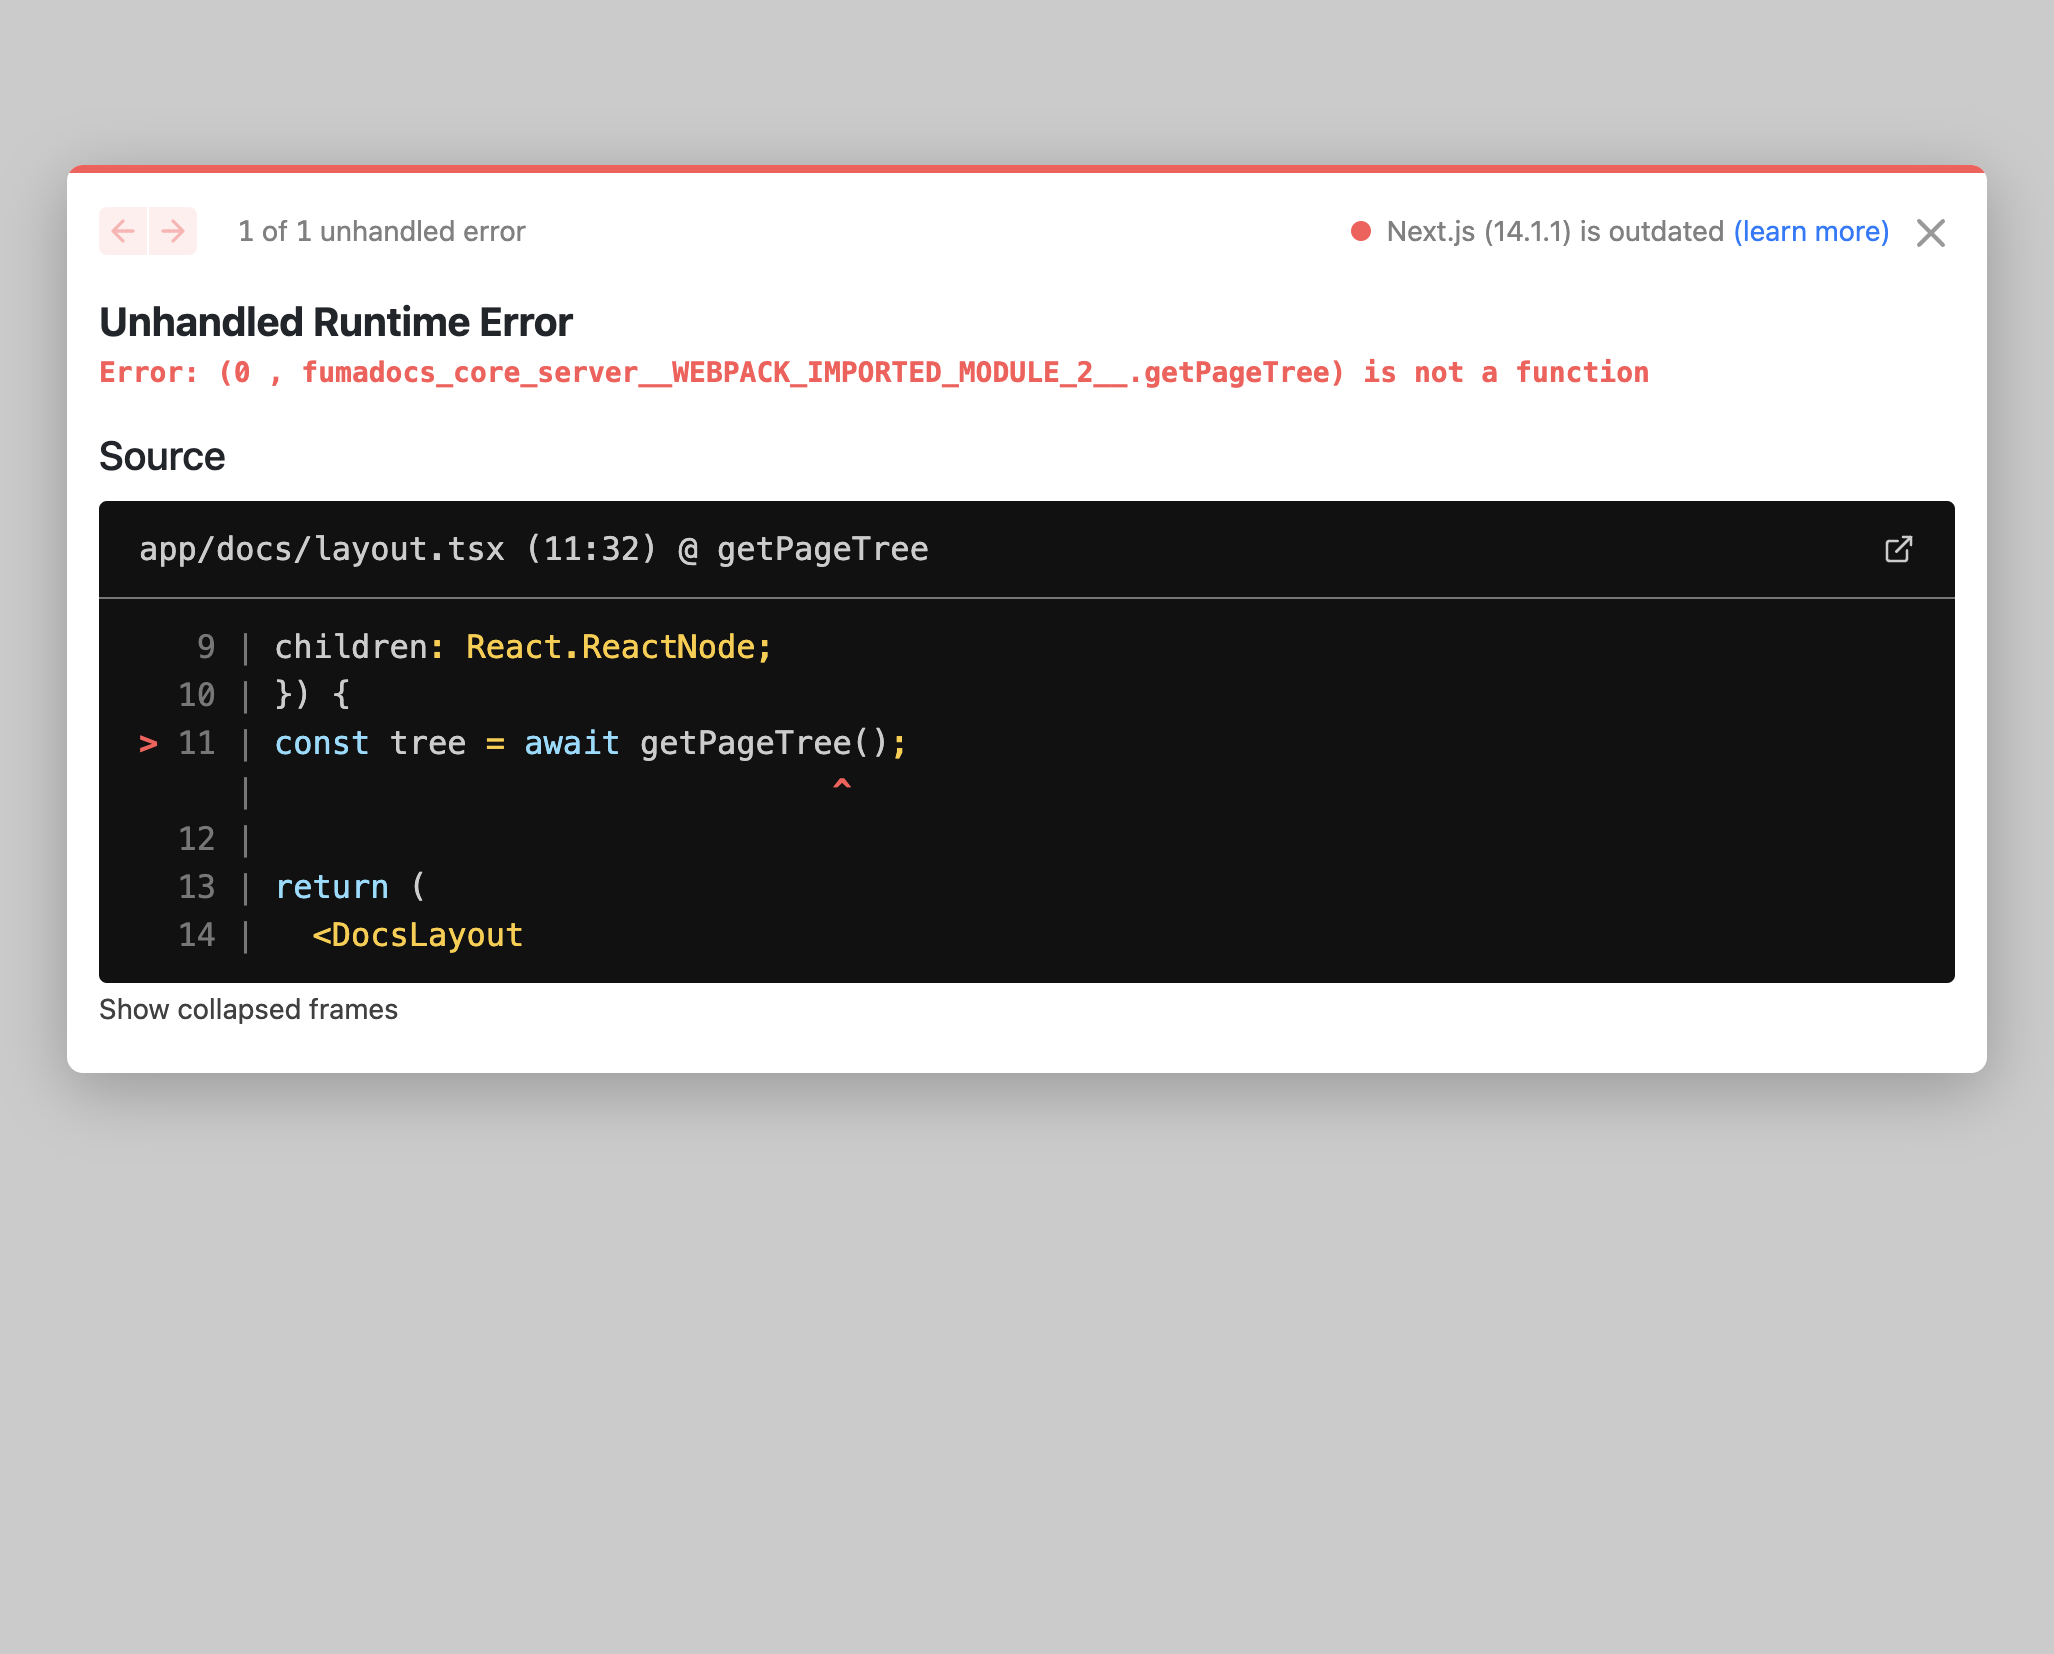 1 of 1 unhandled error
Next.js (14.1.1) is outdated (learn more)
Unhandled Runtime Error
Error: (0 , fumadocs_core_server__WEBPACK_IMPORTED_MODULE_2__.getPageTree) is not a function
Source
app/docs/layout.tsx (11:32) @ getPageTree
9 | children: React.ReactNode;
10 | }) {
> 11 | const tree = await getPageTree();
| ^
12 |
13 | return (
14 | <DocsLayout
Show collapsed frames